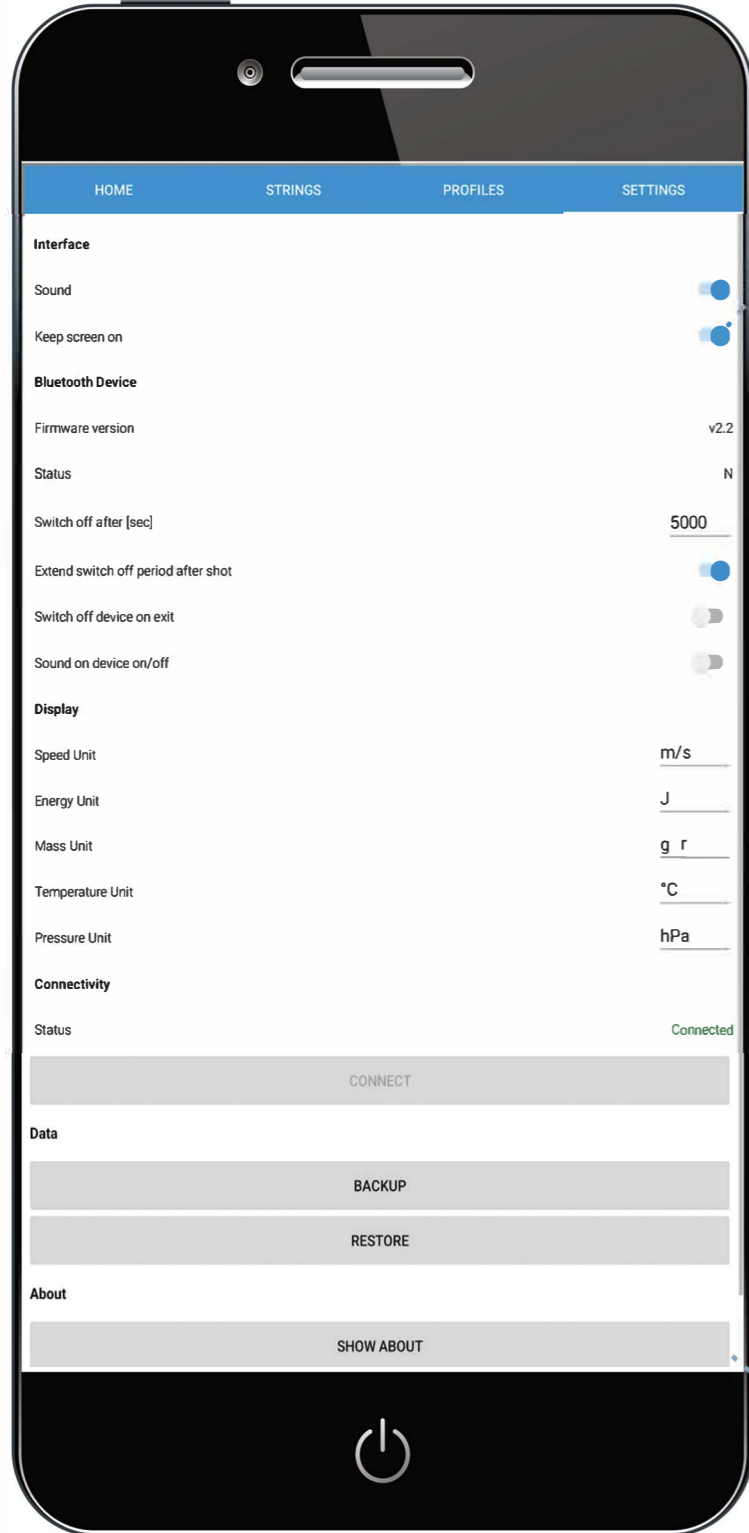 HOME STRINGS PROFILES SETTINGS
Interface
Sound
Keep screen on
Bluetooth Device
Firmware version v2.2
Status N
Switch off after [sec] 5000
Extend switch off period after shot
Switch off device on exit
Sound on device on/off
Display
Speed Unit m/s
Energy Unit J
Mass Unit g r
Temperature Unit °C
Pressure Unit hPa
Connectivity
Status Connected
CONNECT
Data
BACKUP
RESTORE
About
SHOW ABOUT